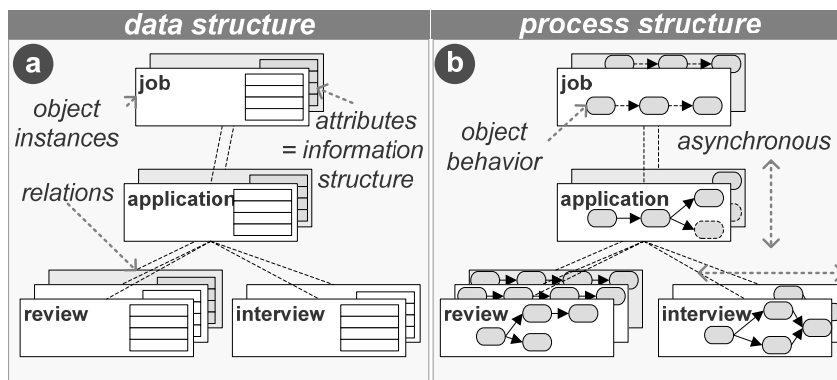 data structure
a
job
object
instances
attributes
= information
structure
relations
application
review
interview
process structure
b
job
object
behavior
asynchronous
application
review
interview